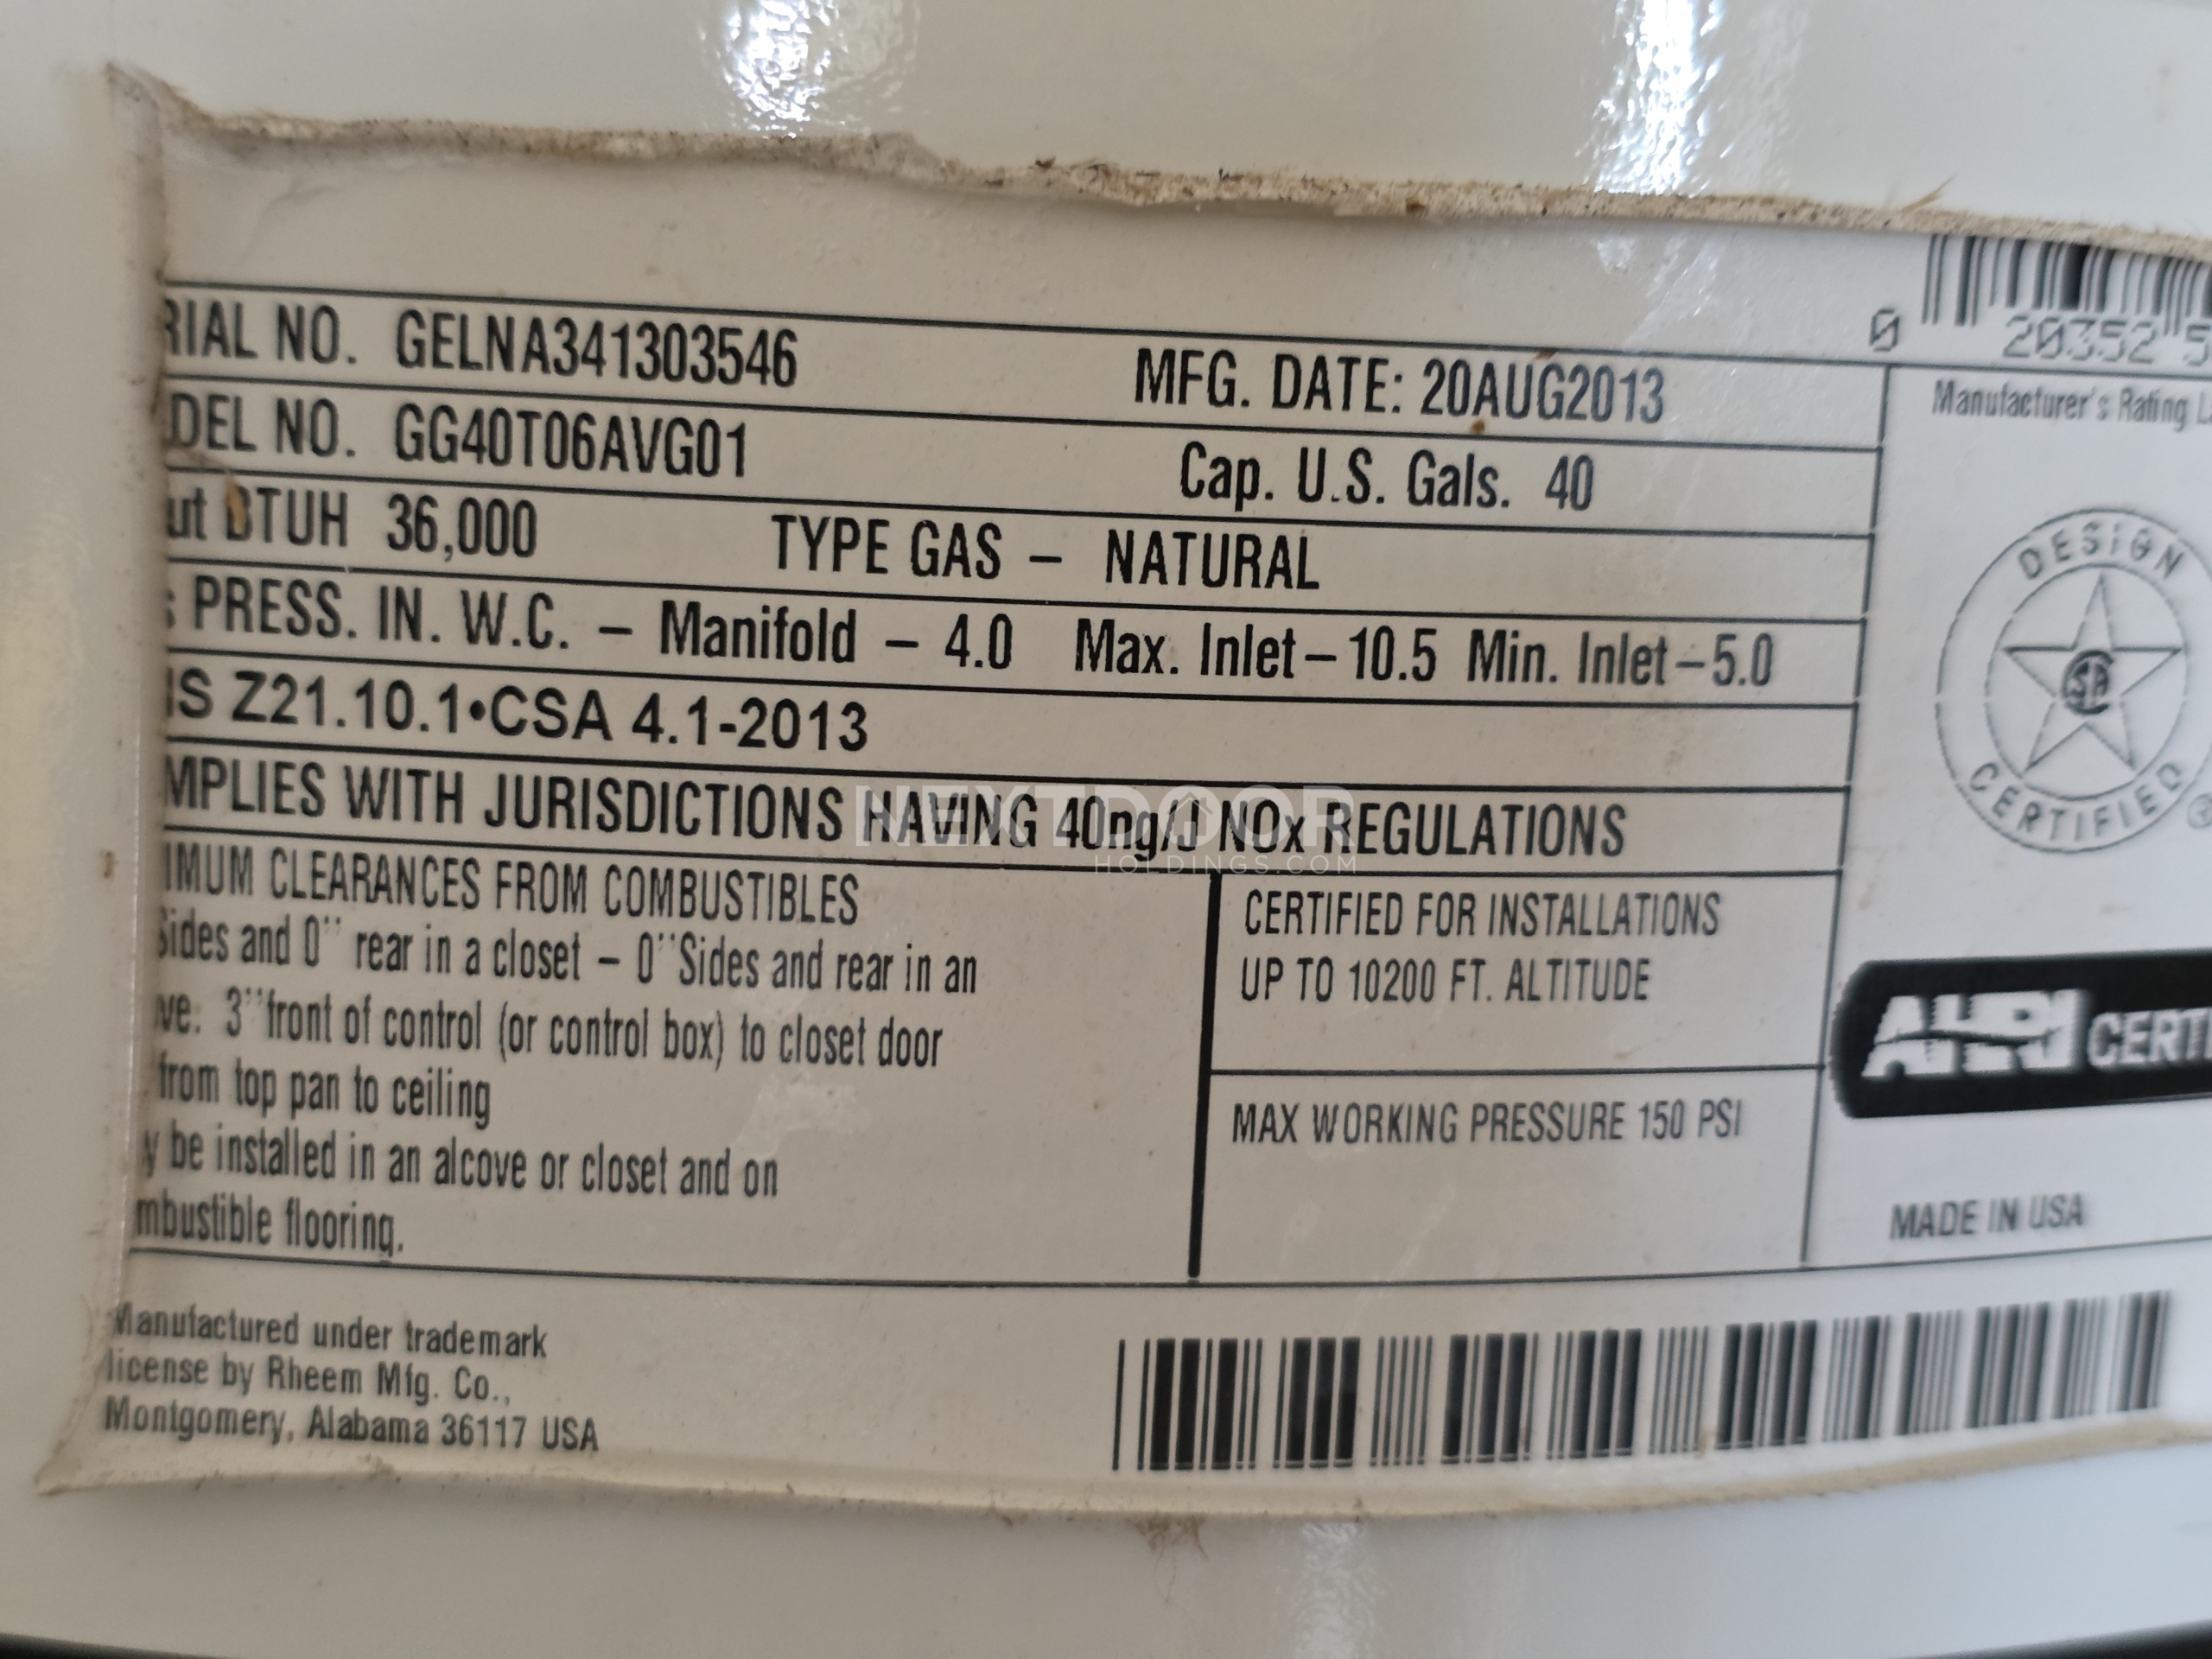 RIAL NO. GELNA341303546 MFG. DATE: 20AUG2013
0 20352 5
DEL NO. GG40T06AVG01 Cap. U.S. Gals. 40
Manufacturer's Rating L
ut BTUH 36,000 TYPE GAS – NATURAL
PRESS. IN. W.C. – Manifold – 4.0 Max. Inlet–10.5 Min. Inlet–5.0
IS Z21.10.1•CSA 4.1-2013
MPLIES WITH JURISDICTIONS HAVING 40ng/J NOx REGULATIONS
NEXTDOOR
HOLDINGS.COM
IMUM CLEARANCES FROM COMBUSTIBLES
Sides and 0" rear in a closet – 0"Sides and rear in an
ve. 3"front of control (or control box) to closet door
from top pan to ceiling
y be installed in an alcove or closet and on
mbustible flooring.
CERTIFIED FOR INSTALLATIONS
UP TO 10200 FT. ALTITUDE
MAX WORKING PRESSURE 150 PSI
DESIGN
CSA
CERTIFIED
®
AHRI CERTI
MADE IN USA
Manufactured under trademark
license by Rheem Mfg. Co.,
Montgomery, Alabama 36117 USA